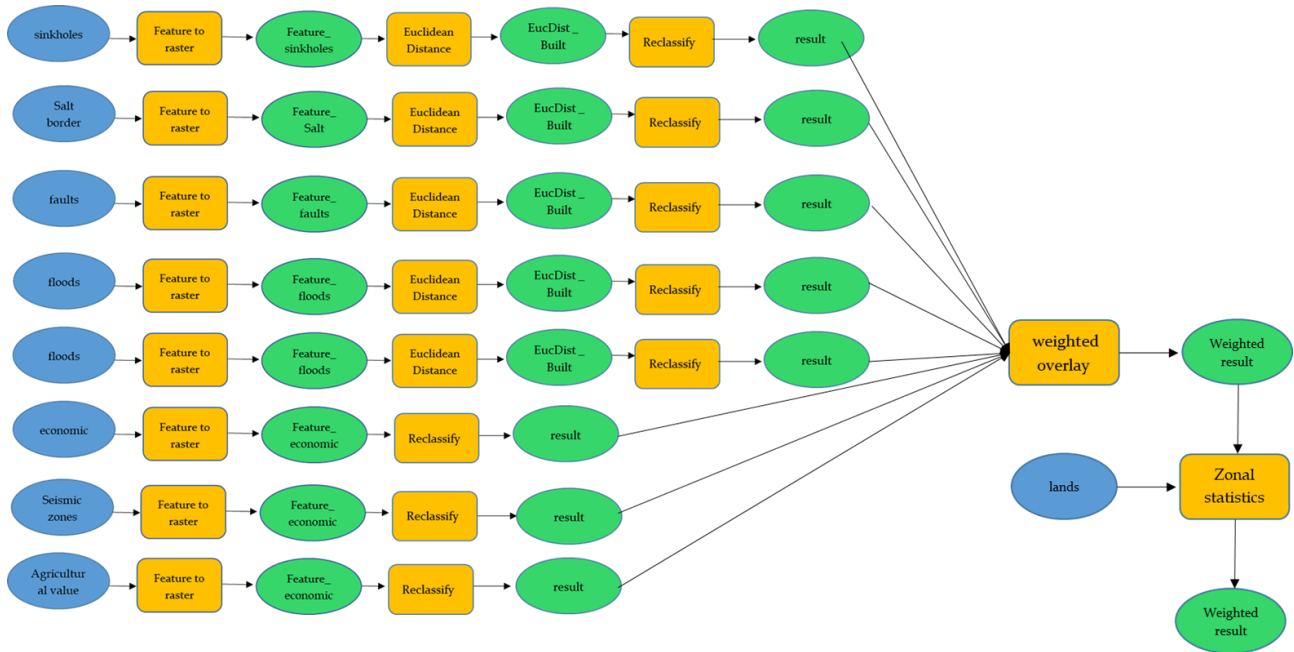 sinkholes
Feature to
raster
Feature_
sinkholes
Euclidean
Distance
EucDist _
Built
Reclassify
result
Salt
border
Feature to
raster
Feature_
Salt
Euclidean
Distance
EucDist _
Built
Reclassify
result
faults
Feature to
raster
Feature_
faults
Euclidean
Distance
EucDist _
Built
Reclassify
result
floods
Feature to
raster
Feature_
floods
Euclidean
Distance
EucDist _
Built
Reclassify
result
floods
Feature to
raster
Feature_
floods
Euclidean
Distance
EucDist _
Built
Reclassify
result
economic
Feature to
raster
Feature_
economic
Reclassify
result
Seismic
zones
Feature to
raster
Feature_
economic
Reclassify
result
Agricultur
al value
Feature to
raster
Feature_
economic
Reclassify
result
weighted
overlay
Weighted
result
lands
Zonal
statistics
Weighted
result